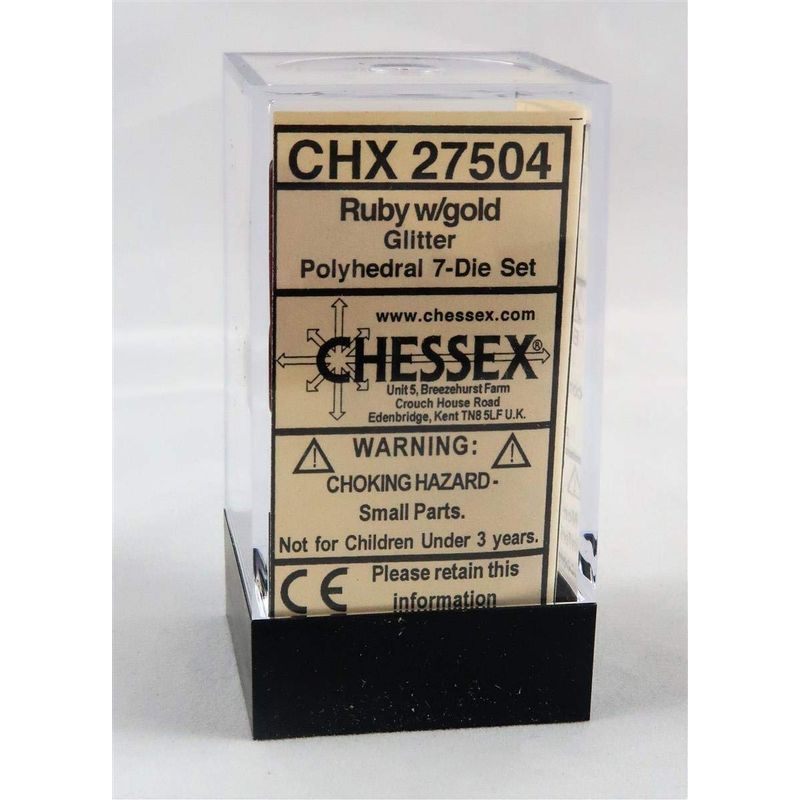 CHX 27504
Ruby w/gold
Glitter
Polyhedral 7-Die Set
www.chessex.com
CHESSEX®
Unit 5, Breezehurst Farm
Crouch House Road
Edenbridge, Kent TN8 5LF U.K.
WARNING:
CHOKING HAZARD-
Small Parts.
Not for Children Under 3 years.
CE Please retain this
information